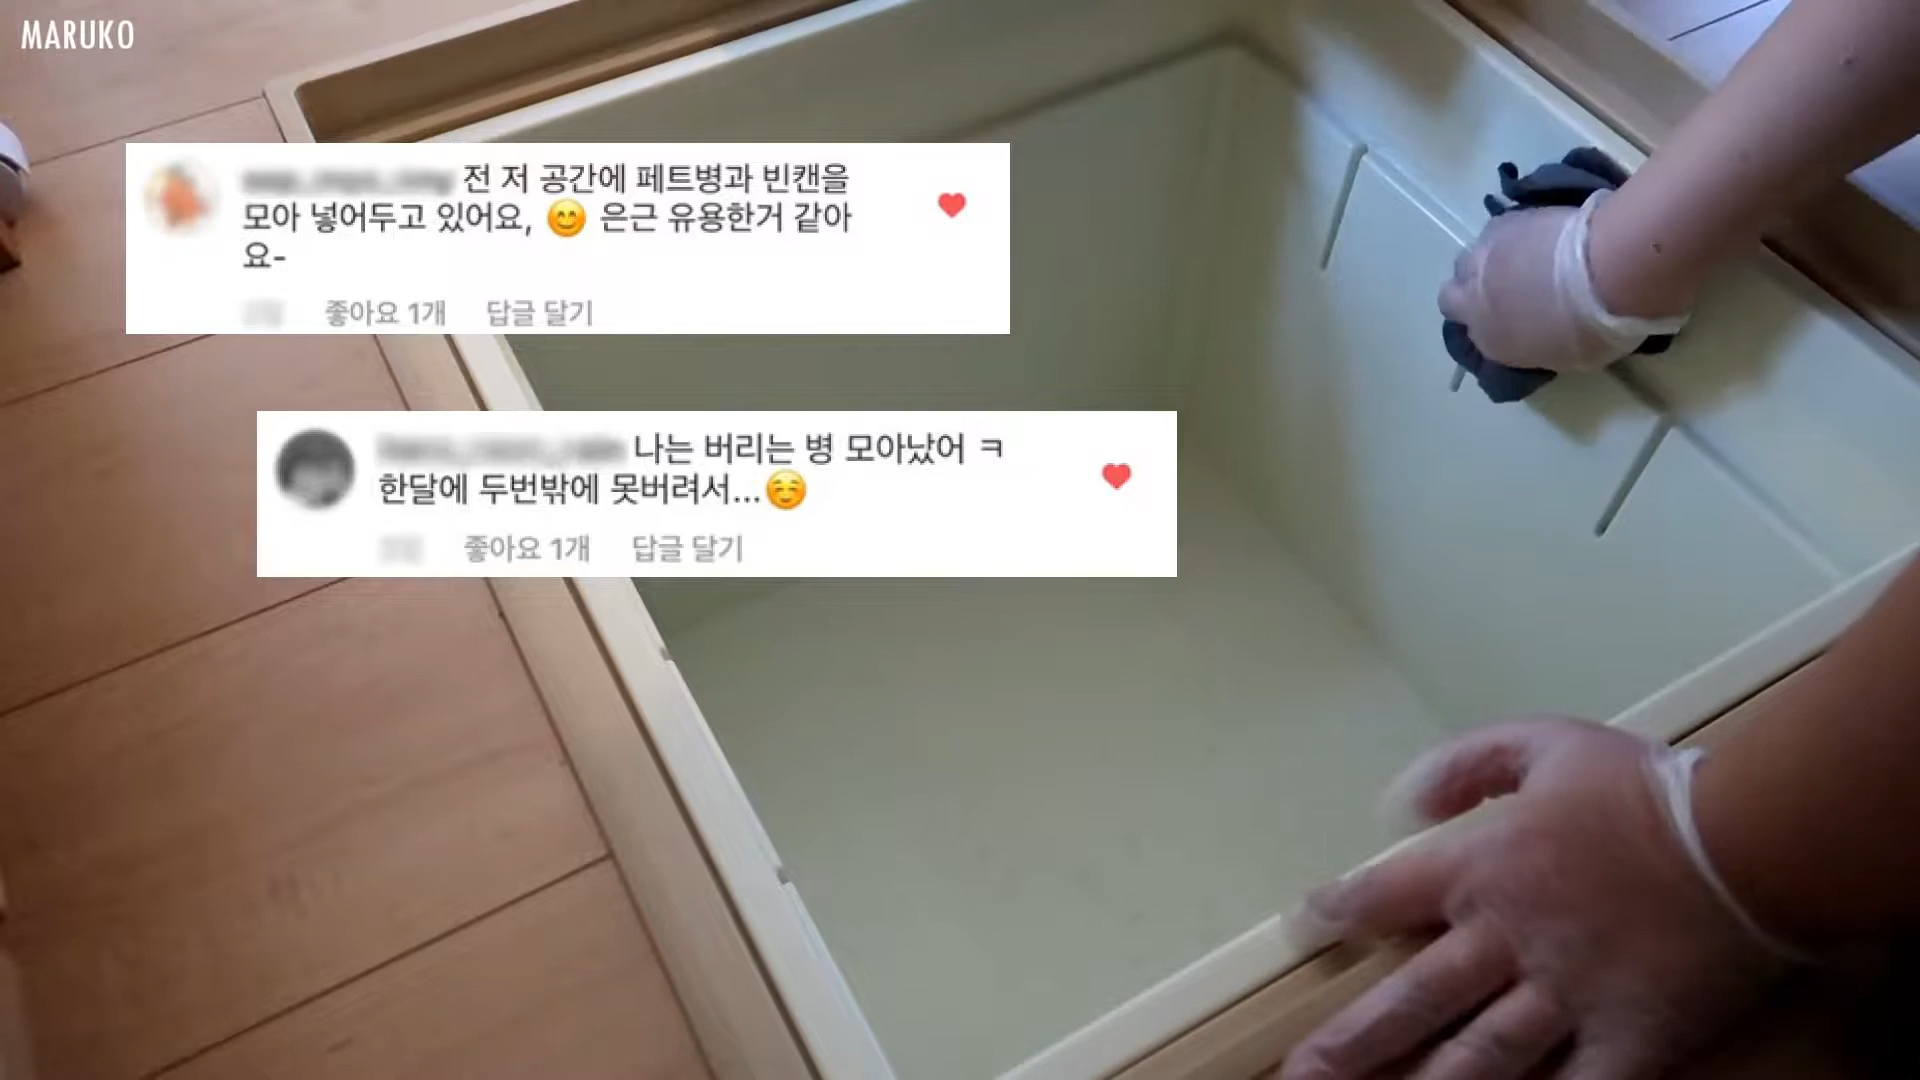 MARUKO
전 저 공간에 페트병과 빈캔을
모아 넣어두고 있어요, 😊 은근 유용한거 같아
요~
좋아요 1개 답글 달기
나는 버리는 병 모아놨어 ㅋ
한달에 두번밖에 못버려서...☺️
좋아요 1개 답글 달기